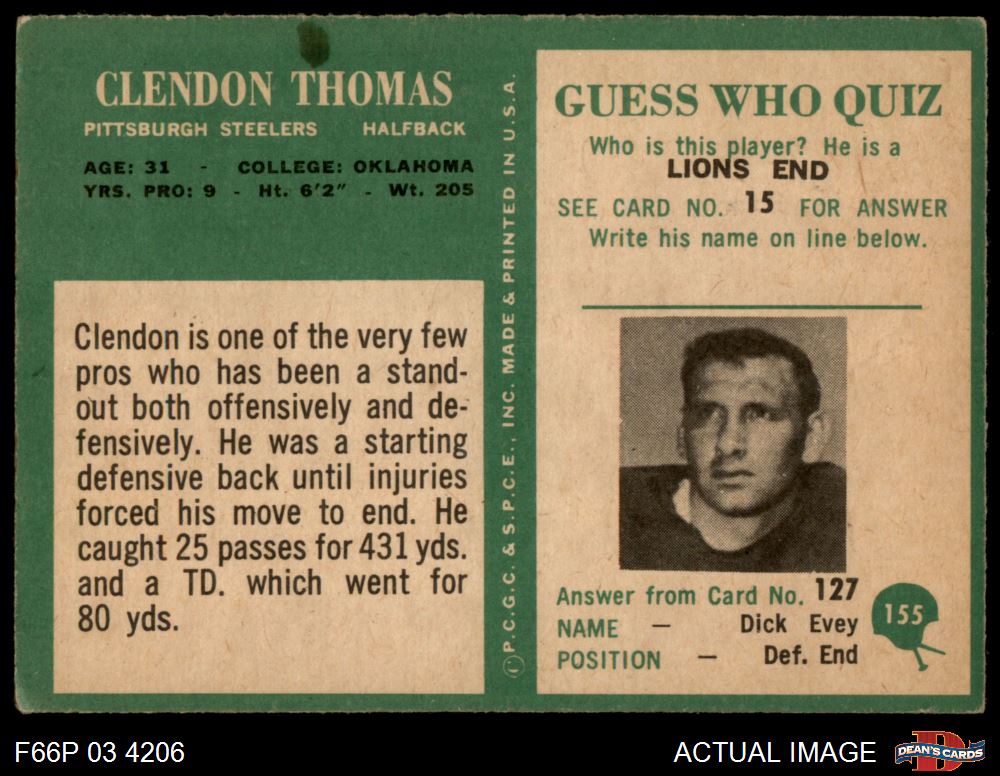 CLENDON THOMAS
PITTSBURGH STEELERS HALFBACK
AGE: 31 - COLLEGE: OKLAHOMA
YRS. PRO: 9 - Ht. 6'2" - Wt. 205
Clendon is one of the very few
pros who has been a stand-
out both offensively and de-
fensively. He was a starting
defensive back until injuries
forced his move to end. He
caught 25 passes for 431 yds.
and a TD. which went for
80 yds.
©P.C.G.C. & S.P.C.E., INC. MADE & PRINTED IN U.S.A.
GUESS WHO QUIZ
Who is this player? He is a
LIONS END
SEE CARD NO. 15 FOR ANSWER
Write his name on line below.
Answer from Card No. 127
NAME — Dick Evey
POSITION — Def. End
155
F66P 03 4206
ACTUAL IMAGE
DEAN'S CARDS